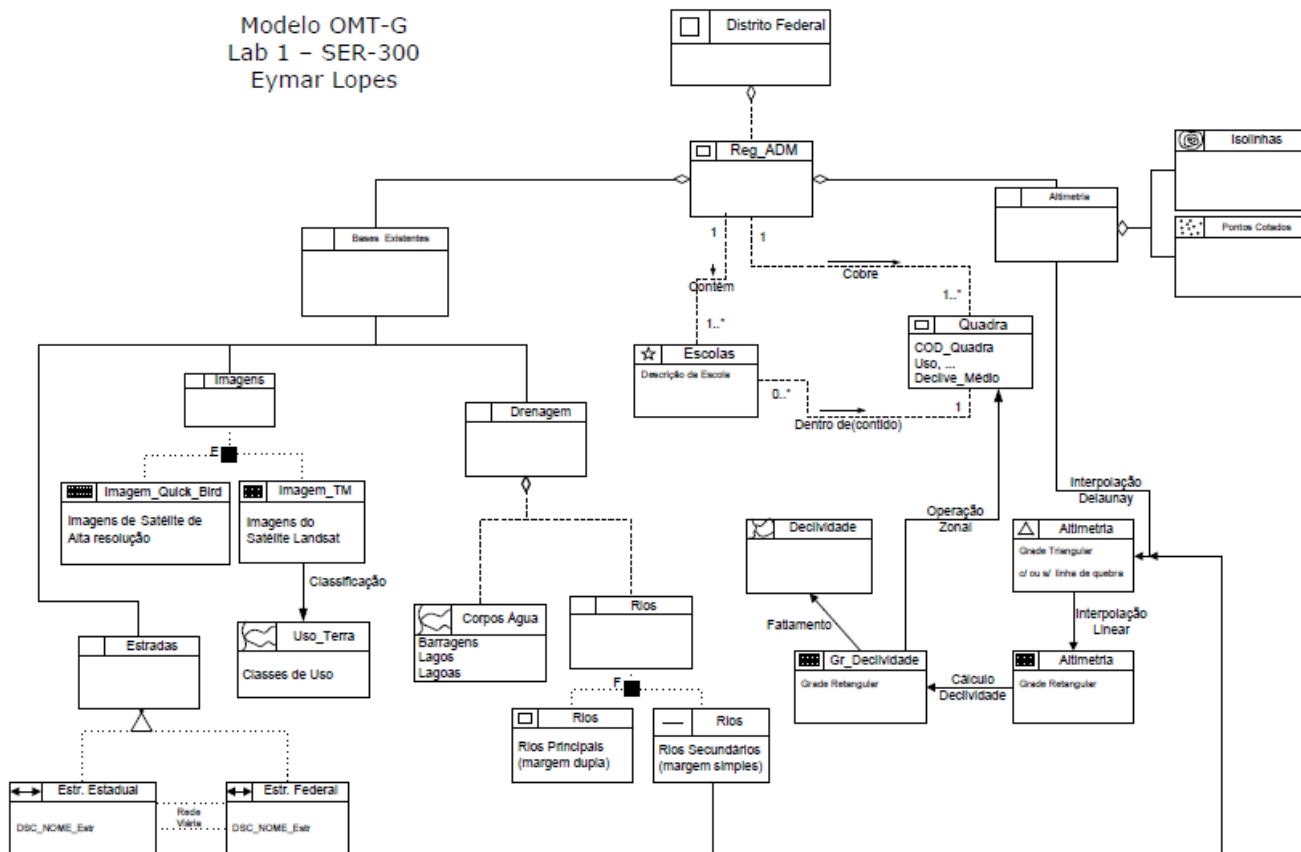 Modelo OMT-G
Lab 1 – SER-300
Eymar Lopes
Distrito Federal
Reg_ADM
Isolinhas
Altimetria
Pontos Cotados
Bases Existentes
1
1
Contém
Cobre
1..*
1..*
Escolas
Descrição da Escola
Quadra
COD_Quadra
Uso, ...
Declive_Médio
0..*
1
Dentro de(contido)
Imagens
Drenagem
E
Imagem_Quick_Bird
Imagens de Satélite de
Alta resolução
Imagem_TM
Imagens do
Satélite Landsat
Classificação
Uso_Terra
Classes de Uso
Interpolação
Delaunay
Operação
Zonal
Declividade
Altimetria
Grade Triangular
c/ ou s/ linha de quebra
Interpolação
Linear
Fatiamento
Gr_Declividade
Grade Retangular
Cálculo
Declividade
Altimetria
Grade Retangular
Corpos Agua
Barragens
Lagos
Lagoas
Rios
F
Rios
Rios Principais
(margem dupla)
Rios
Rios Secundários
(margem simples)
Estradas
Estr. Estadual
DSC_NOME_Estr
Rede
Viária
Estr. Federal
DSC_NOME_Estr